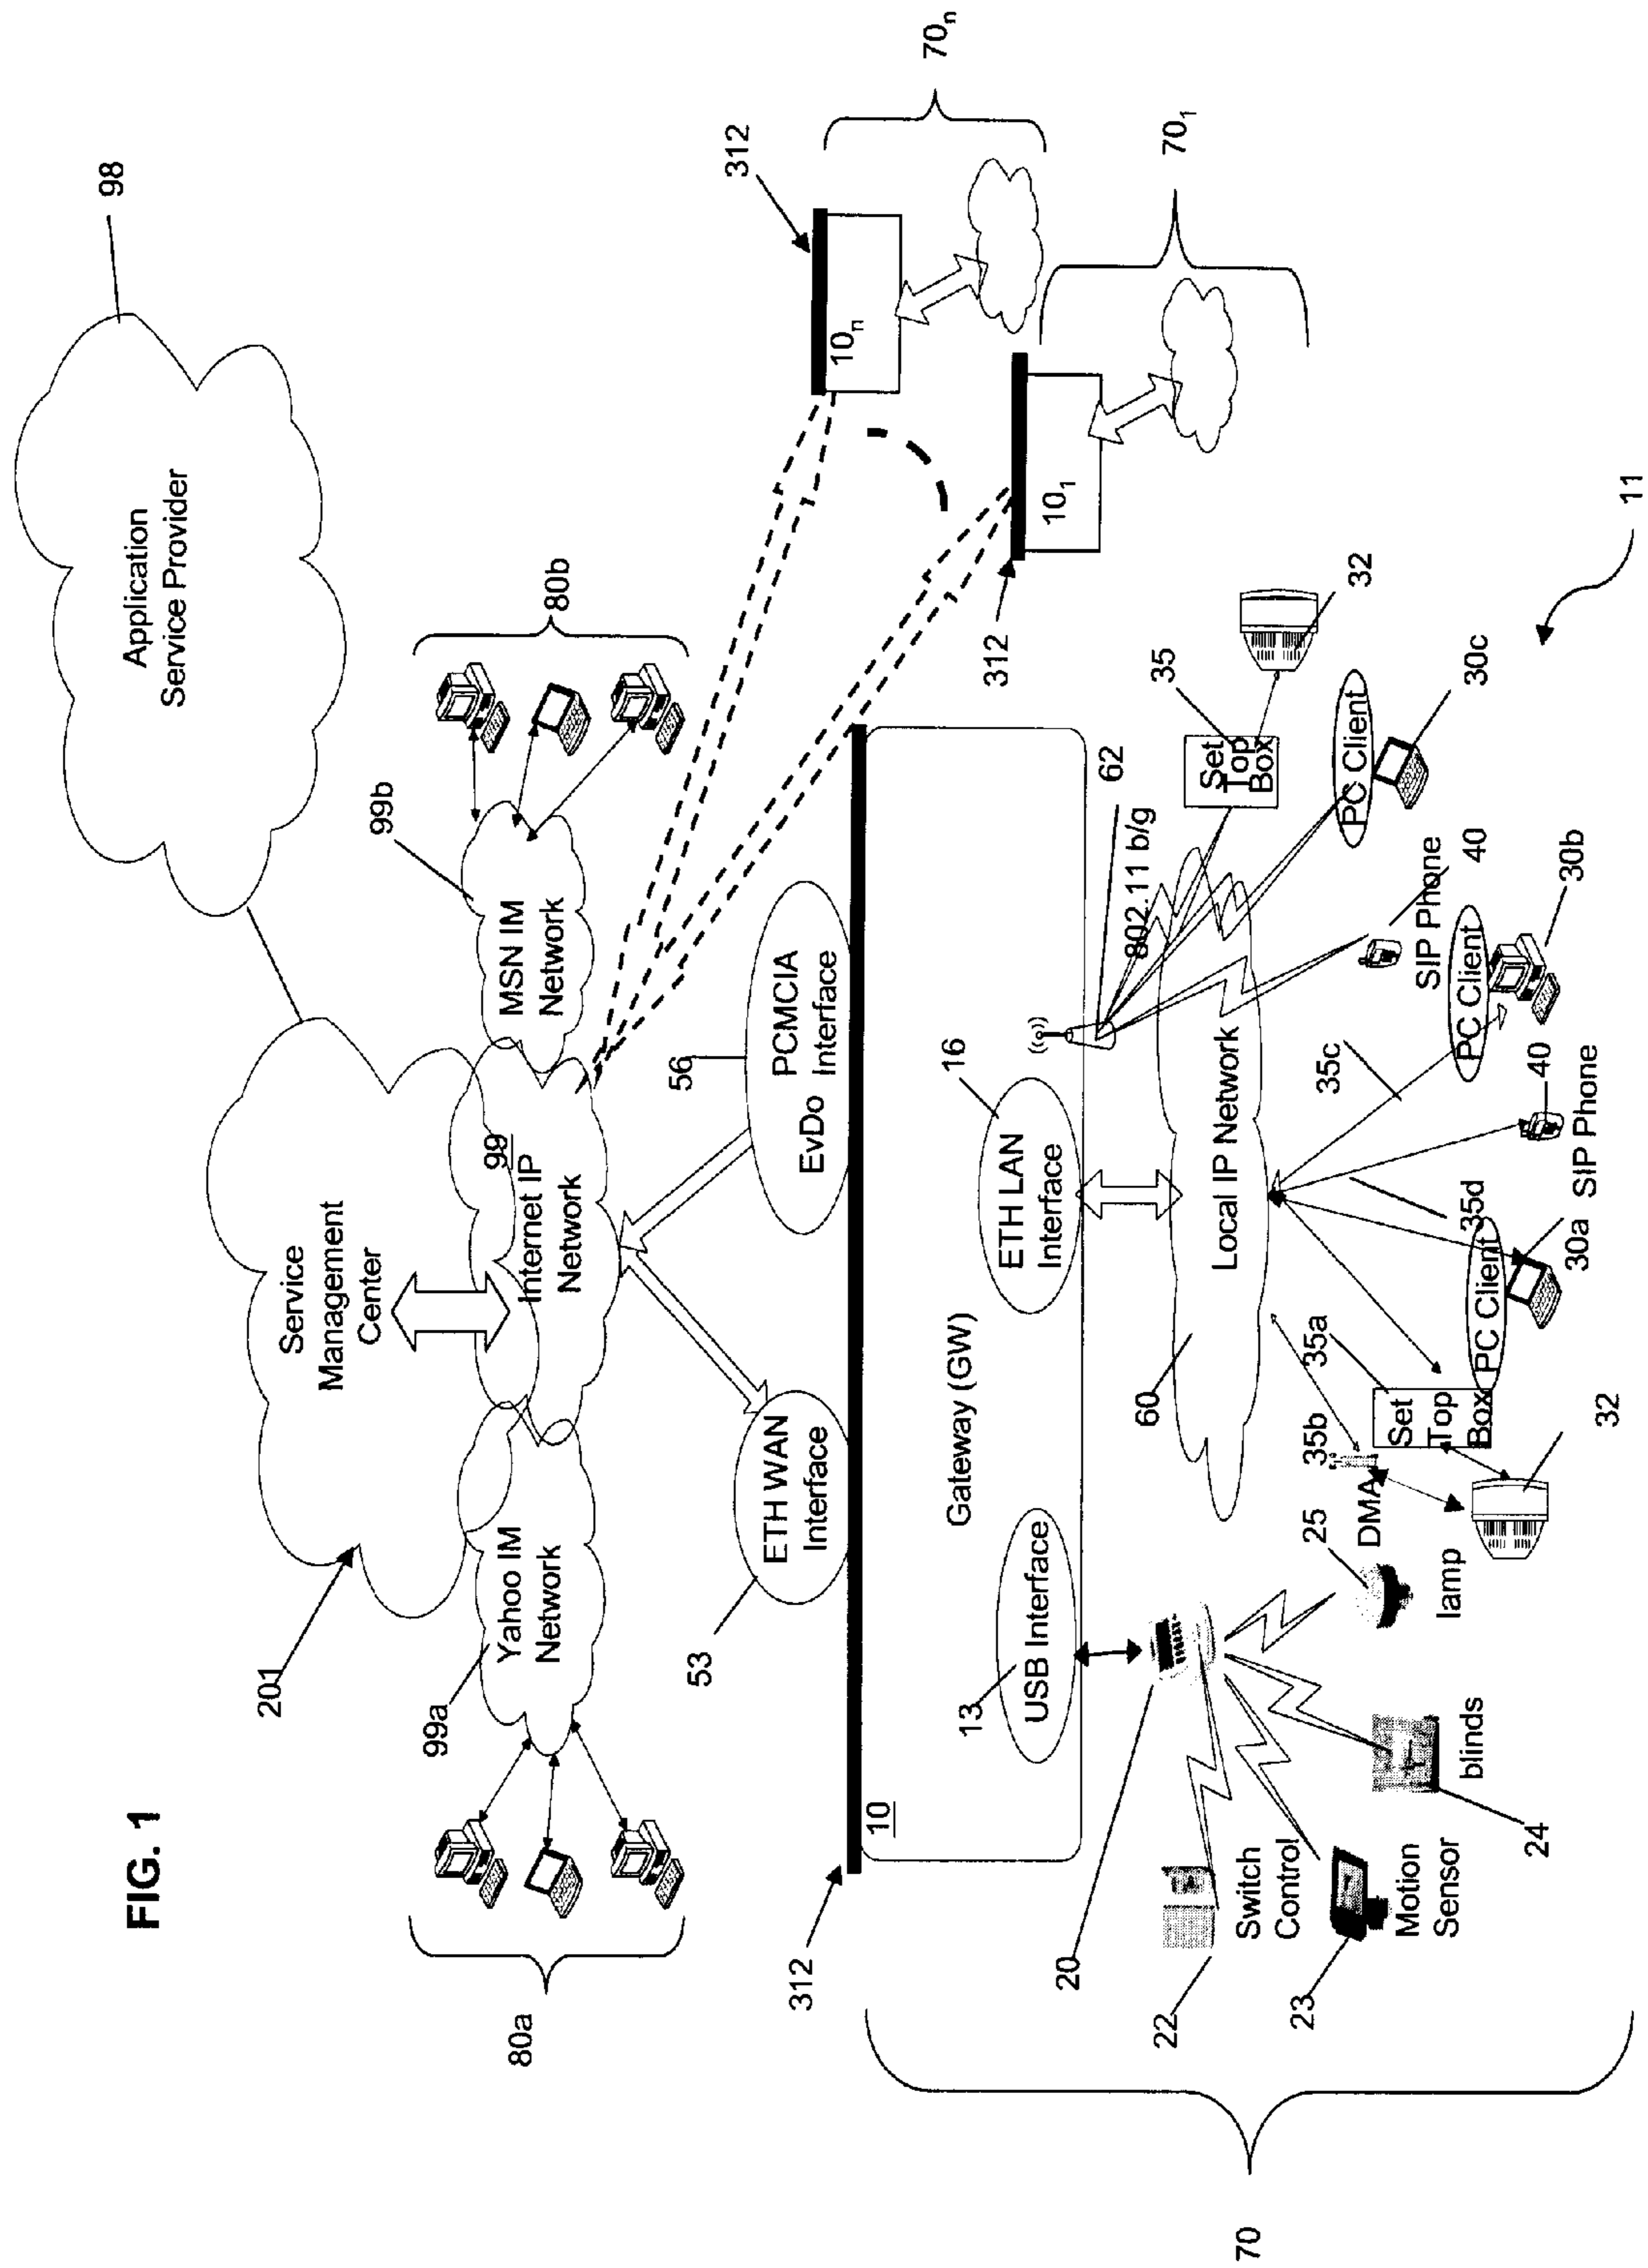 FIG. 1
98
Application
Service Provider
201
Service
Management
Center
80a
99a
Yahoo IM
Network
99
Internet IP
Network
MSN IM
Network
99b
80b
53
ETH WAN
Interface
56
PCMCIA
EvDo Interface
312
312
10n
70n
312
101
701
10
Gateway (GW)
13
USB Interface
16
ETH LAN
Interface
62
802.11 b/g
60
Local IP Network
20
22
Switch
Control
23
Motion
Sensor
24
blinds
25
lamp
DMA
35b
35a
Set
Top
Box
32
PC Client
30a
35d
SIP Phone
40
35c
PC Client
30b
SIP Phone
40
PC Client
30c
35
Set
Top
Box
32
11
70